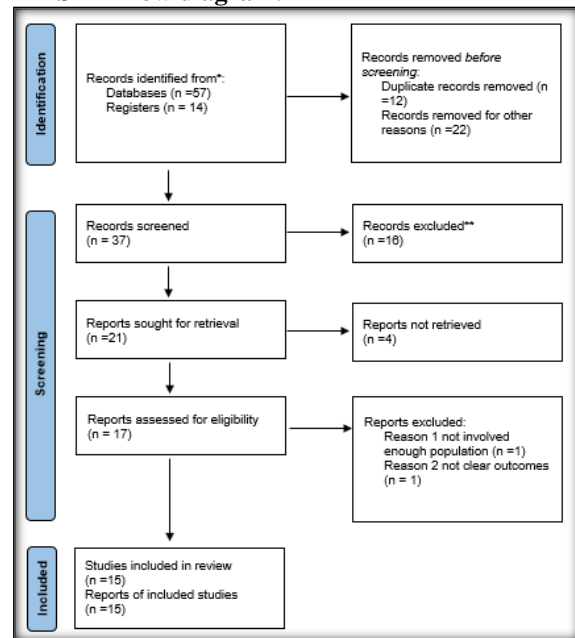 Identification
Records identified from*:
Databases (n =57)
Registers (n = 14)
Records removed before
screening:
Duplicate records removed (n
=12)
Records removed for other
reasons (n =22)
Screening
Records screened
(n = 37)
Records excluded**
(n =16)
Reports sought for retrieval
(n =21)
Reports not retrieved
(n =4)
Reports assessed for eligibility
(n = 17)
Reports excluded:
Reason 1 not involved
enough population (n =1)
Reason 2 not clear outcomes
(n = 1)
Included
Studies included in review
(n =15)
Reports of included studies
(n =15)